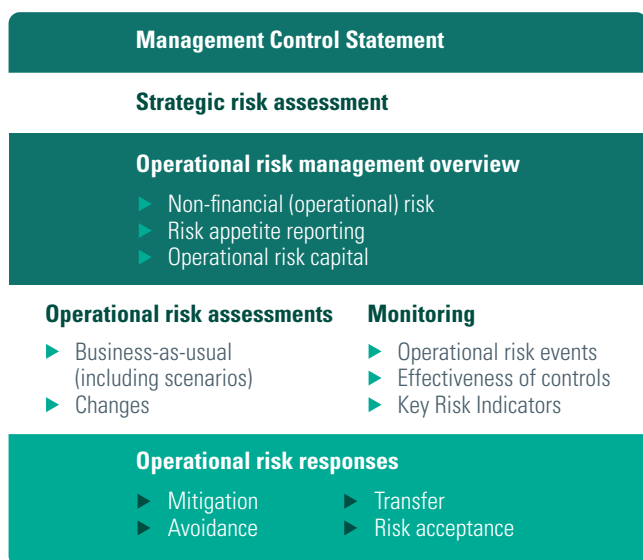 Management Control Statement
Strategic risk assessment
Operational risk management overview
Non-financial (operational) risk
Risk appetite reporting
Operational risk capital
Operational risk assessments
Business-as-usual
(including scenarios)
Changes
Monitoring
Operational risk events
Effectiveness of controls
Key Risk Indicators
Operational risk responses
Mitigation
Avoidance
Transfer
Risk acceptance